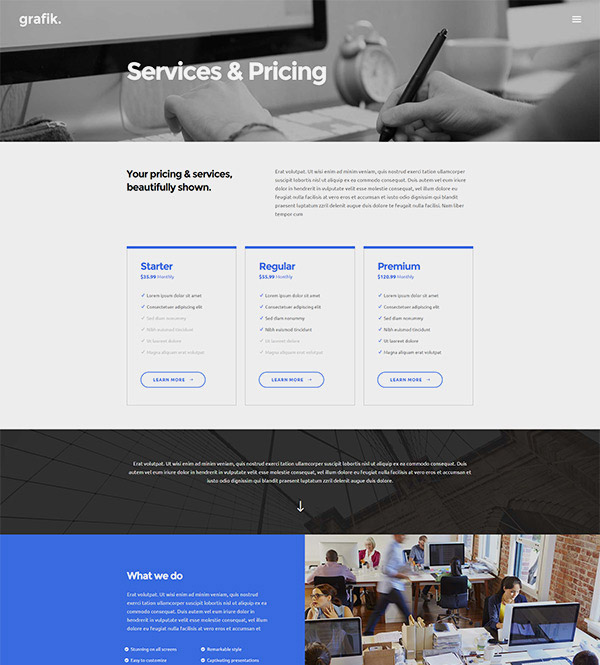 grafik.
Services & Pricing
Your pricing & services,
beautifully shown.
Erat volutpat. Ut wisi enim ad minim veniam, quis nostrud exerci tation ullamcorper
suscipit lobortis nisl ut aliquip ex ea commodo consequat. Duis autem vel eum iriure
dolor in hendrerit in vulputate velit esse molestie consequat, vel illum dolore eu
feugiat nulla facilisis at vero eros et accumsan et iusto odio dignissim qui blandit
praesent luptatum zzril delenit augue duis dolore te feugait nulla facilisi. Nam liber
tempor cum
Starter
$35.99 Monthly
Lorem ipsum dolor sit amet
Consectetuer adipiscing elit
Sed diam nonummy
Nibh euismod tincidunt
Ut laoreet dolore
Magna aliquam erat volutpat
LEARN MORE →
Regular
$55.99 Monthly
Lorem ipsum dolor sit amet
Consectetuer adipiscing elit
Sed diam nonummy
Nibh euismod tincidunt
Ut laoreet dolore
Magna aliquam erat volutpat
LEARN MORE →
Premium
$120.99 Monthly
Lorem ipsum dolor sit amet
Consectetuer adipiscing elit
Sed diam nonummy
Nibh euismod tincidunt
Ut laoreet dolore
Magna aliquam erat volutpat
LEARN MORE →
Erat volutpat. Ut wisi enim ad minim veniam, quis nostrud exerci tation ullamcorper suscipit lobortis nisl ut aliquip ex ea commodo consequat. Duis
autem vel eum iriure dolor in hendrerit in vulputate velit esse molestie consequat, vel illum dolore eu feugiat nulla facilisis at vero eros et accumsan et
iusto odio dignissim qui blandit praesent luptatum zzril delenit augue duis dolore
What we do
Erat volutpat. Ut wisi enim ad minim veniam, quis nostrud
exerci tation ullamcorper suscipit lobortis nisl ut aliquip
ex ea commodo consequat. Duis autem vel eum iriure
dolor in hendrerit in vulputate velit esse molestie
consequat, vel illum dolore eu feugiat nulla facilisis at
vero eros et accumsan et
Stunning on all screens
Remarkable style
Easy to customize
Captivating presentations